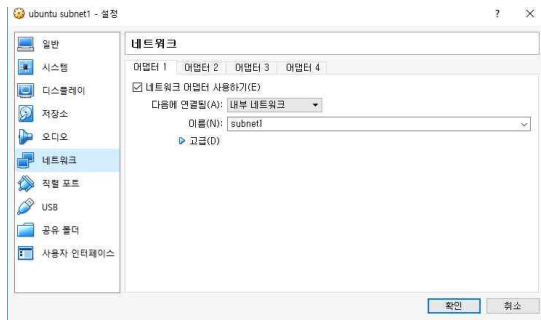 ubuntu subnet1 - 설정
?
일반
시스템
디스플레이
저장소
오디오
네트워크
직렬 포트
USB
공유 폴더
사용자 인터페이스
네트워크
어댑터 1 어댑터 2 어댑터 3 어댑터 4
네트워크 어댑터 사용하기(E)
다음에 연결됨(A): 내부 네트워크
이름(N): subnet1
고급(D)
확인 취소